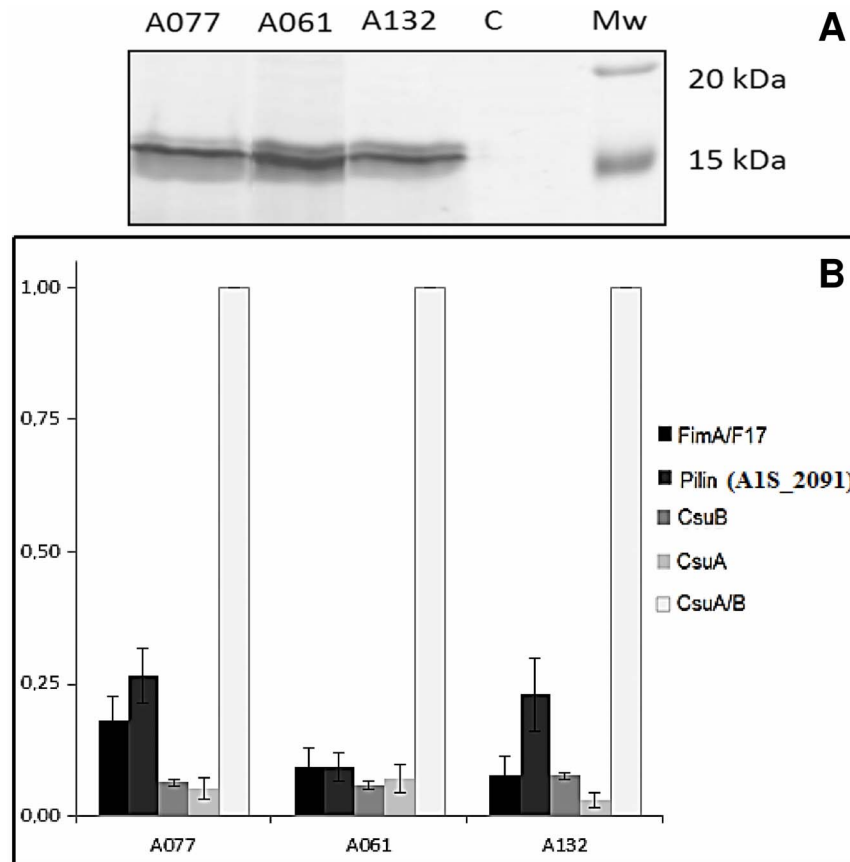 A077 A061 A132 C Mw A
20 kDa
15 kDa
B
1,00
0,75
0,50
0,25
0,00
A077 A061 A132
FimA/F17
Pilin (A1S_2091)
CsuB
CsuA
CsuA/B